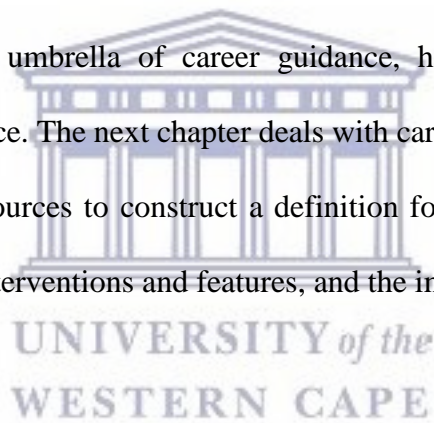 umbrella of career guidance, h
ce. The next chapter deals with car
ources to construct a definition fo
terventions and features, and the in
UNIVERSITY of the
WESTERN CAPE